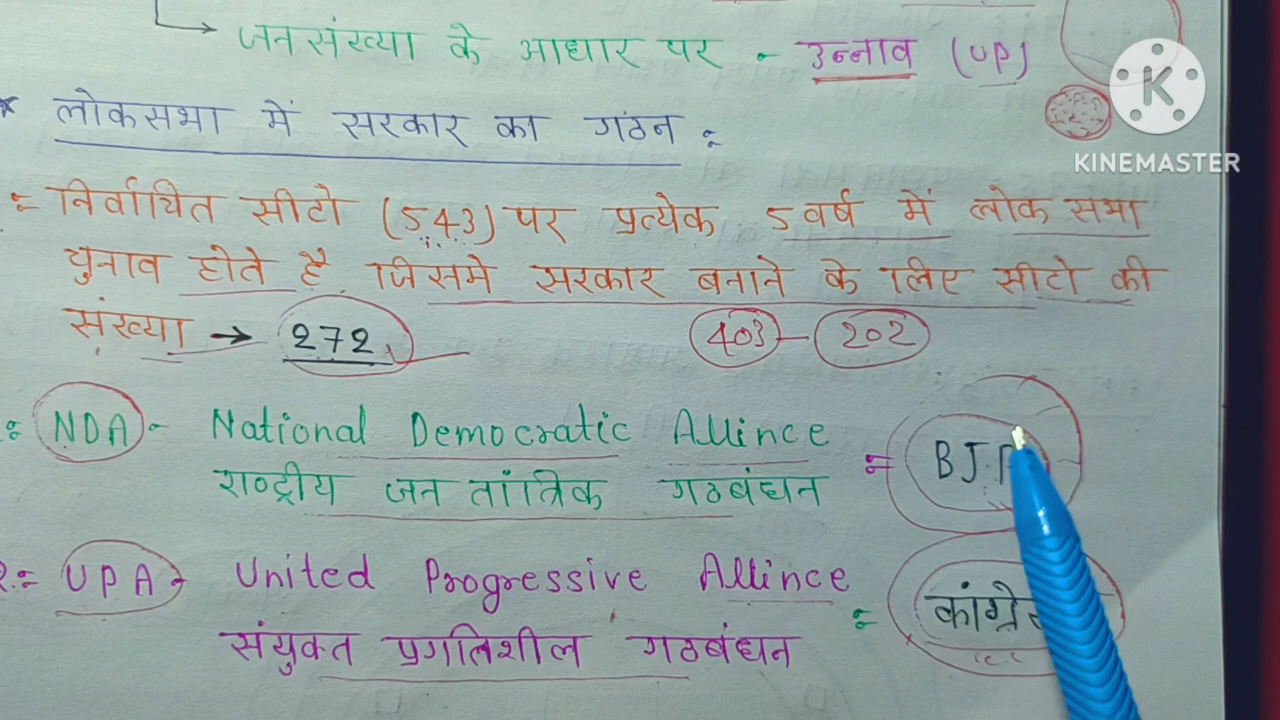 जनसंख्या के आधार पर - उन्नाव (UP)
K
KINEMASTER
* लोकसभा में सरकार का गठन :
निर्वाचित सीटो (543) पर प्रत्येक 5 वर्ष में लोक सभा
चुनाव होते है जिसमे सरकार बनाने के लिए सीटो की
संख्या → 272
403 - 202
NDA - National Democratic Allince
राष्ट्रीय जन तांत्रिक गठबंधन = BJP
UPA - United Progressive Allince
संयुक्त प्रगतिशील गठबंधन